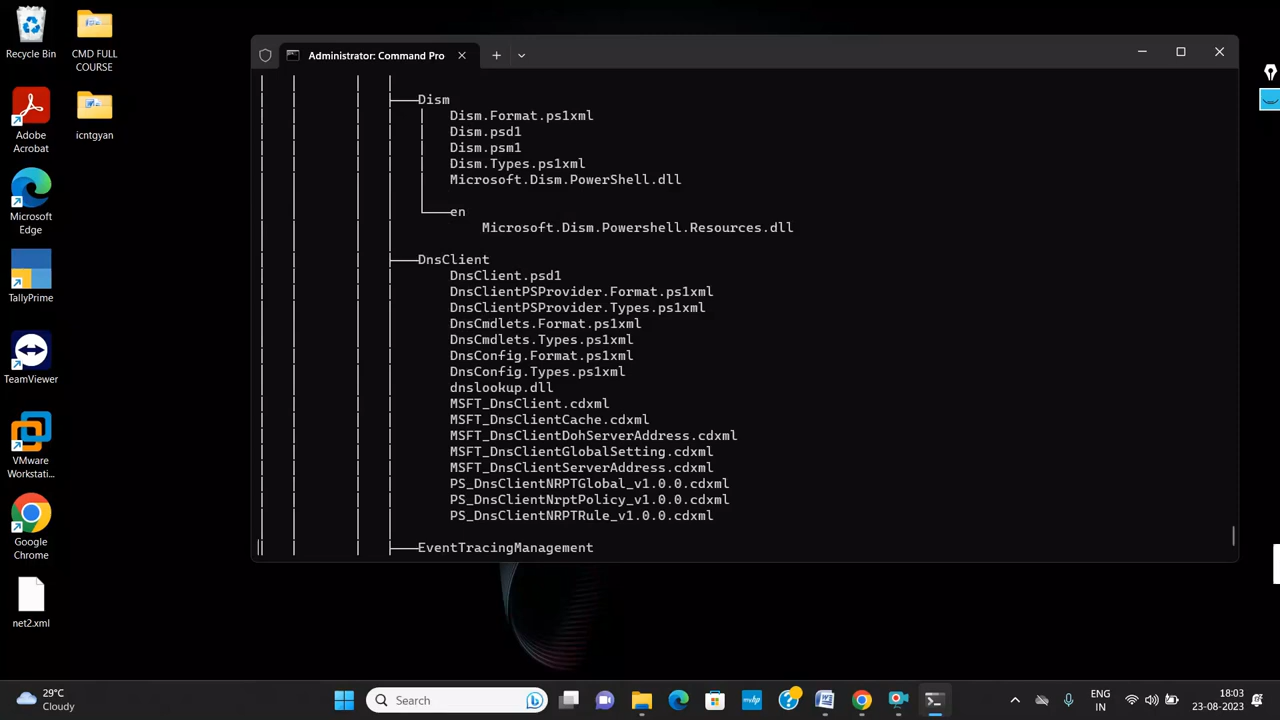 Recycle Bin
CMD FULL
COURSE
Adobe
Acrobat
icntgyan
Microsoft
Edge
TallyPrime
TeamViewer
VMware
Workstati...
Google
Chrome
net2.xml
Administrator: Command Pro
Dism
Dism.Format.ps1xml
Dism.psd1
Dism.psm1
Dism.Types.ps1xml
Microsoft.Dism.PowerShell.dll
en
Microsoft.Dism.Powershell.Resources.dll
DnsClient
DnsClient.psd1
DnsClientPSProvider.Format.ps1xml
DnsClientPSProvider.Types.ps1xml
DnsCmdlets.Format.ps1xml
DnsCmdlets.Types.ps1xml
DnsConfig.Format.ps1xml
DnsConfig.Types.ps1xml
dnslookup.dll
MSFT_DnsClient.cdxml
MSFT_DnsClientCache.cdxml
MSFT_DnsClientDohServerAddress.cdxml
MSFT_DnsClientGlobalSetting.cdxml
MSFT_DnsClientServerAddress.cdxml
PS_DnsClientNRPTGlobal_v1.0.0.cdxml
PS_DnsClientNrptPolicy_v1.0.0.cdxml
PS_DnsClientNRPTRule_v1.0.0.cdxml
EventTracingManagement
29°C
Cloudy
Search
ENG
IN
18:03
23-08-2023